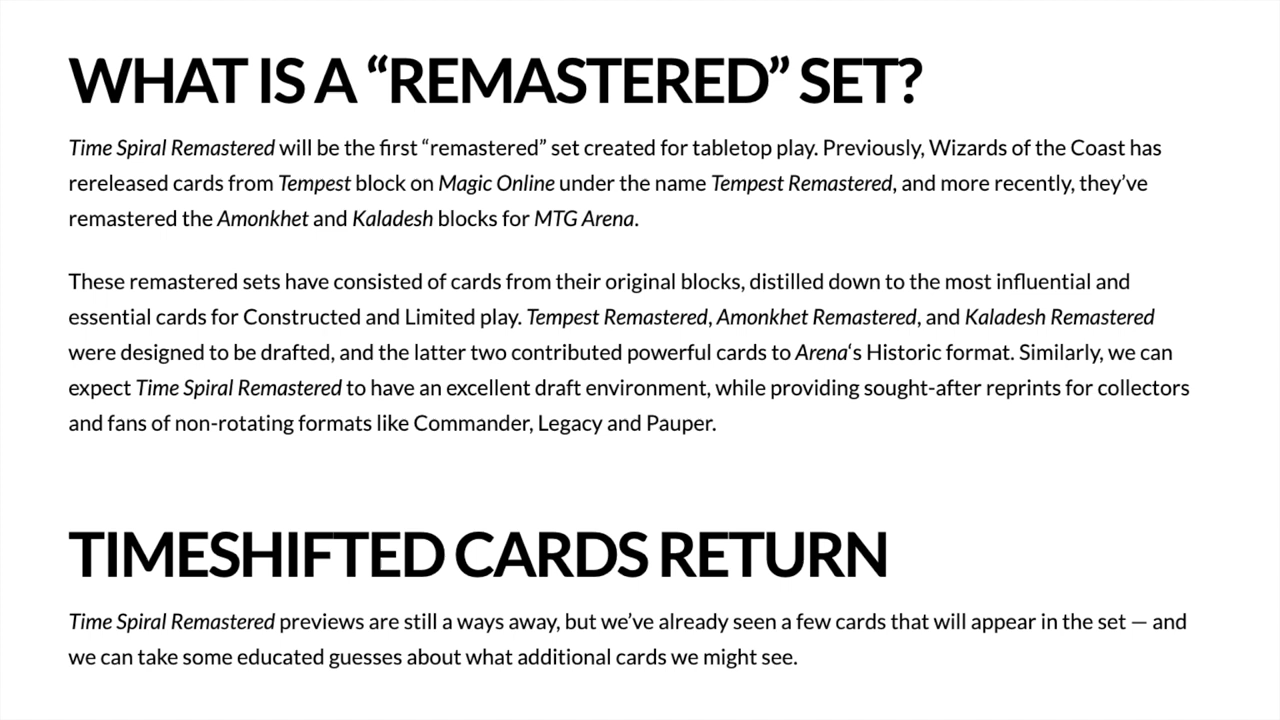 WHAT IS A “REMASTERED” SET?
Time Spiral Remastered will be the first “remastered” set created for tabletop play. Previously, Wizards of the Coast has
rereleased cards from Tempest block on Magic Online under the name Tempest Remastered, and more recently, they’ve
remastered the Amonkhet and Kaladesh blocks for MTG Arena.
These remastered sets have consisted of cards from their original blocks, distilled down to the most influential and
essential cards for Constructed and Limited play. Tempest Remastered, Amonkhet Remastered, and Kaladesh Remastered
were designed to be drafted, and the latter two contributed powerful cards to Arena‘s Historic format. Similarly, we can
expect Time Spiral Remastered to have an excellent draft environment, while providing sought-after reprints for collectors
and fans of non-rotating formats like Commander, Legacy and Pauper.
TIMESHIFTED CARDS RETURN
Time Spiral Remastered previews are still a ways away, but we’ve already seen a few cards that will appear in the set — and
we can take some educated guesses about what additional cards we might see.